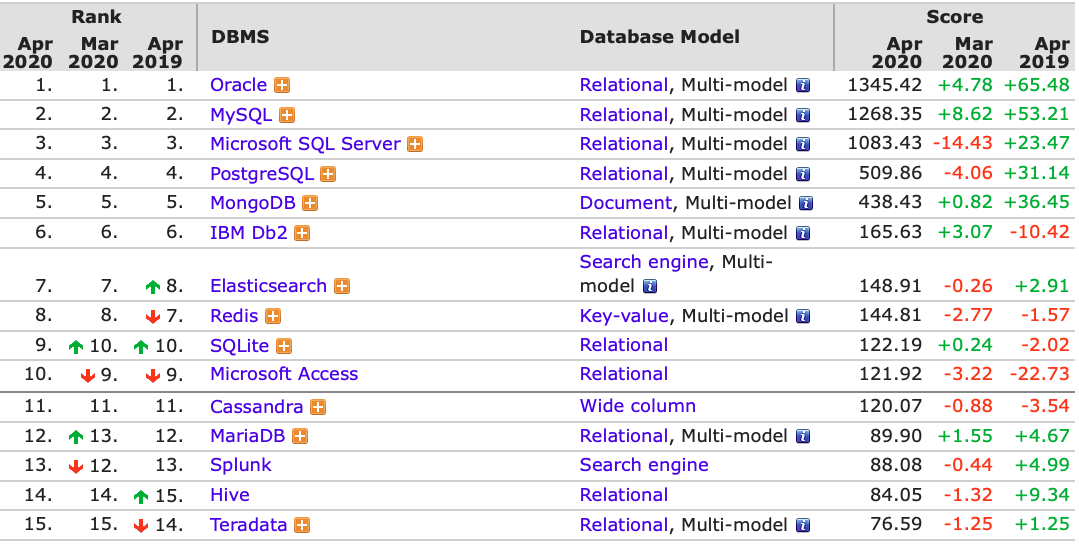 Rank Score
Apr Mar Apr DBMS Database Model Apr Mar Apr
2020 2020 2019 2020 2020 2019
1. 1. 1. Oracle Relational, Multi-model 1345.42 +4.78 +65.48
2. 2. 2. MySQL Relational, Multi-model 1268.35 +8.62 +53.21
3. 3. 3. Microsoft SQL Server Relational, Multi-model 1083.43 -14.43 +23.47
4. 4. 4. PostgreSQL Relational, Multi-model 509.86 -4.06 +31.14
5. 5. 5. MongoDB Document, Multi-model 438.43 +0.82 +36.45
6. 6. 6. IBM Db2 Relational, Multi-model 165.63 +3.07 -10.42
Search engine, Multi-
7. 7. 8. Elasticsearch model 148.91 -0.26 +2.91
8. 8. 7. Redis Key-value, Multi-model 144.81 -2.77 -1.57
9. 10. 10. SQLite Relational 122.19 +0.24 -2.02
10. 9. 9. Microsoft Access Relational 121.92 -3.22 -22.73
11. 11. 11. Cassandra Wide column 120.07 -0.88 -3.54
12. 13. 12. MariaDB Relational, Multi-model 89.90 +1.55 +4.67
13. 12. 13. Splunk Search engine 88.08 -0.44 +4.99
14. 14. 15. Hive Relational 84.05 -1.32 +9.34
15. 15. 14. Teradata Relational, Multi-model 76.59 -1.25 +1.25